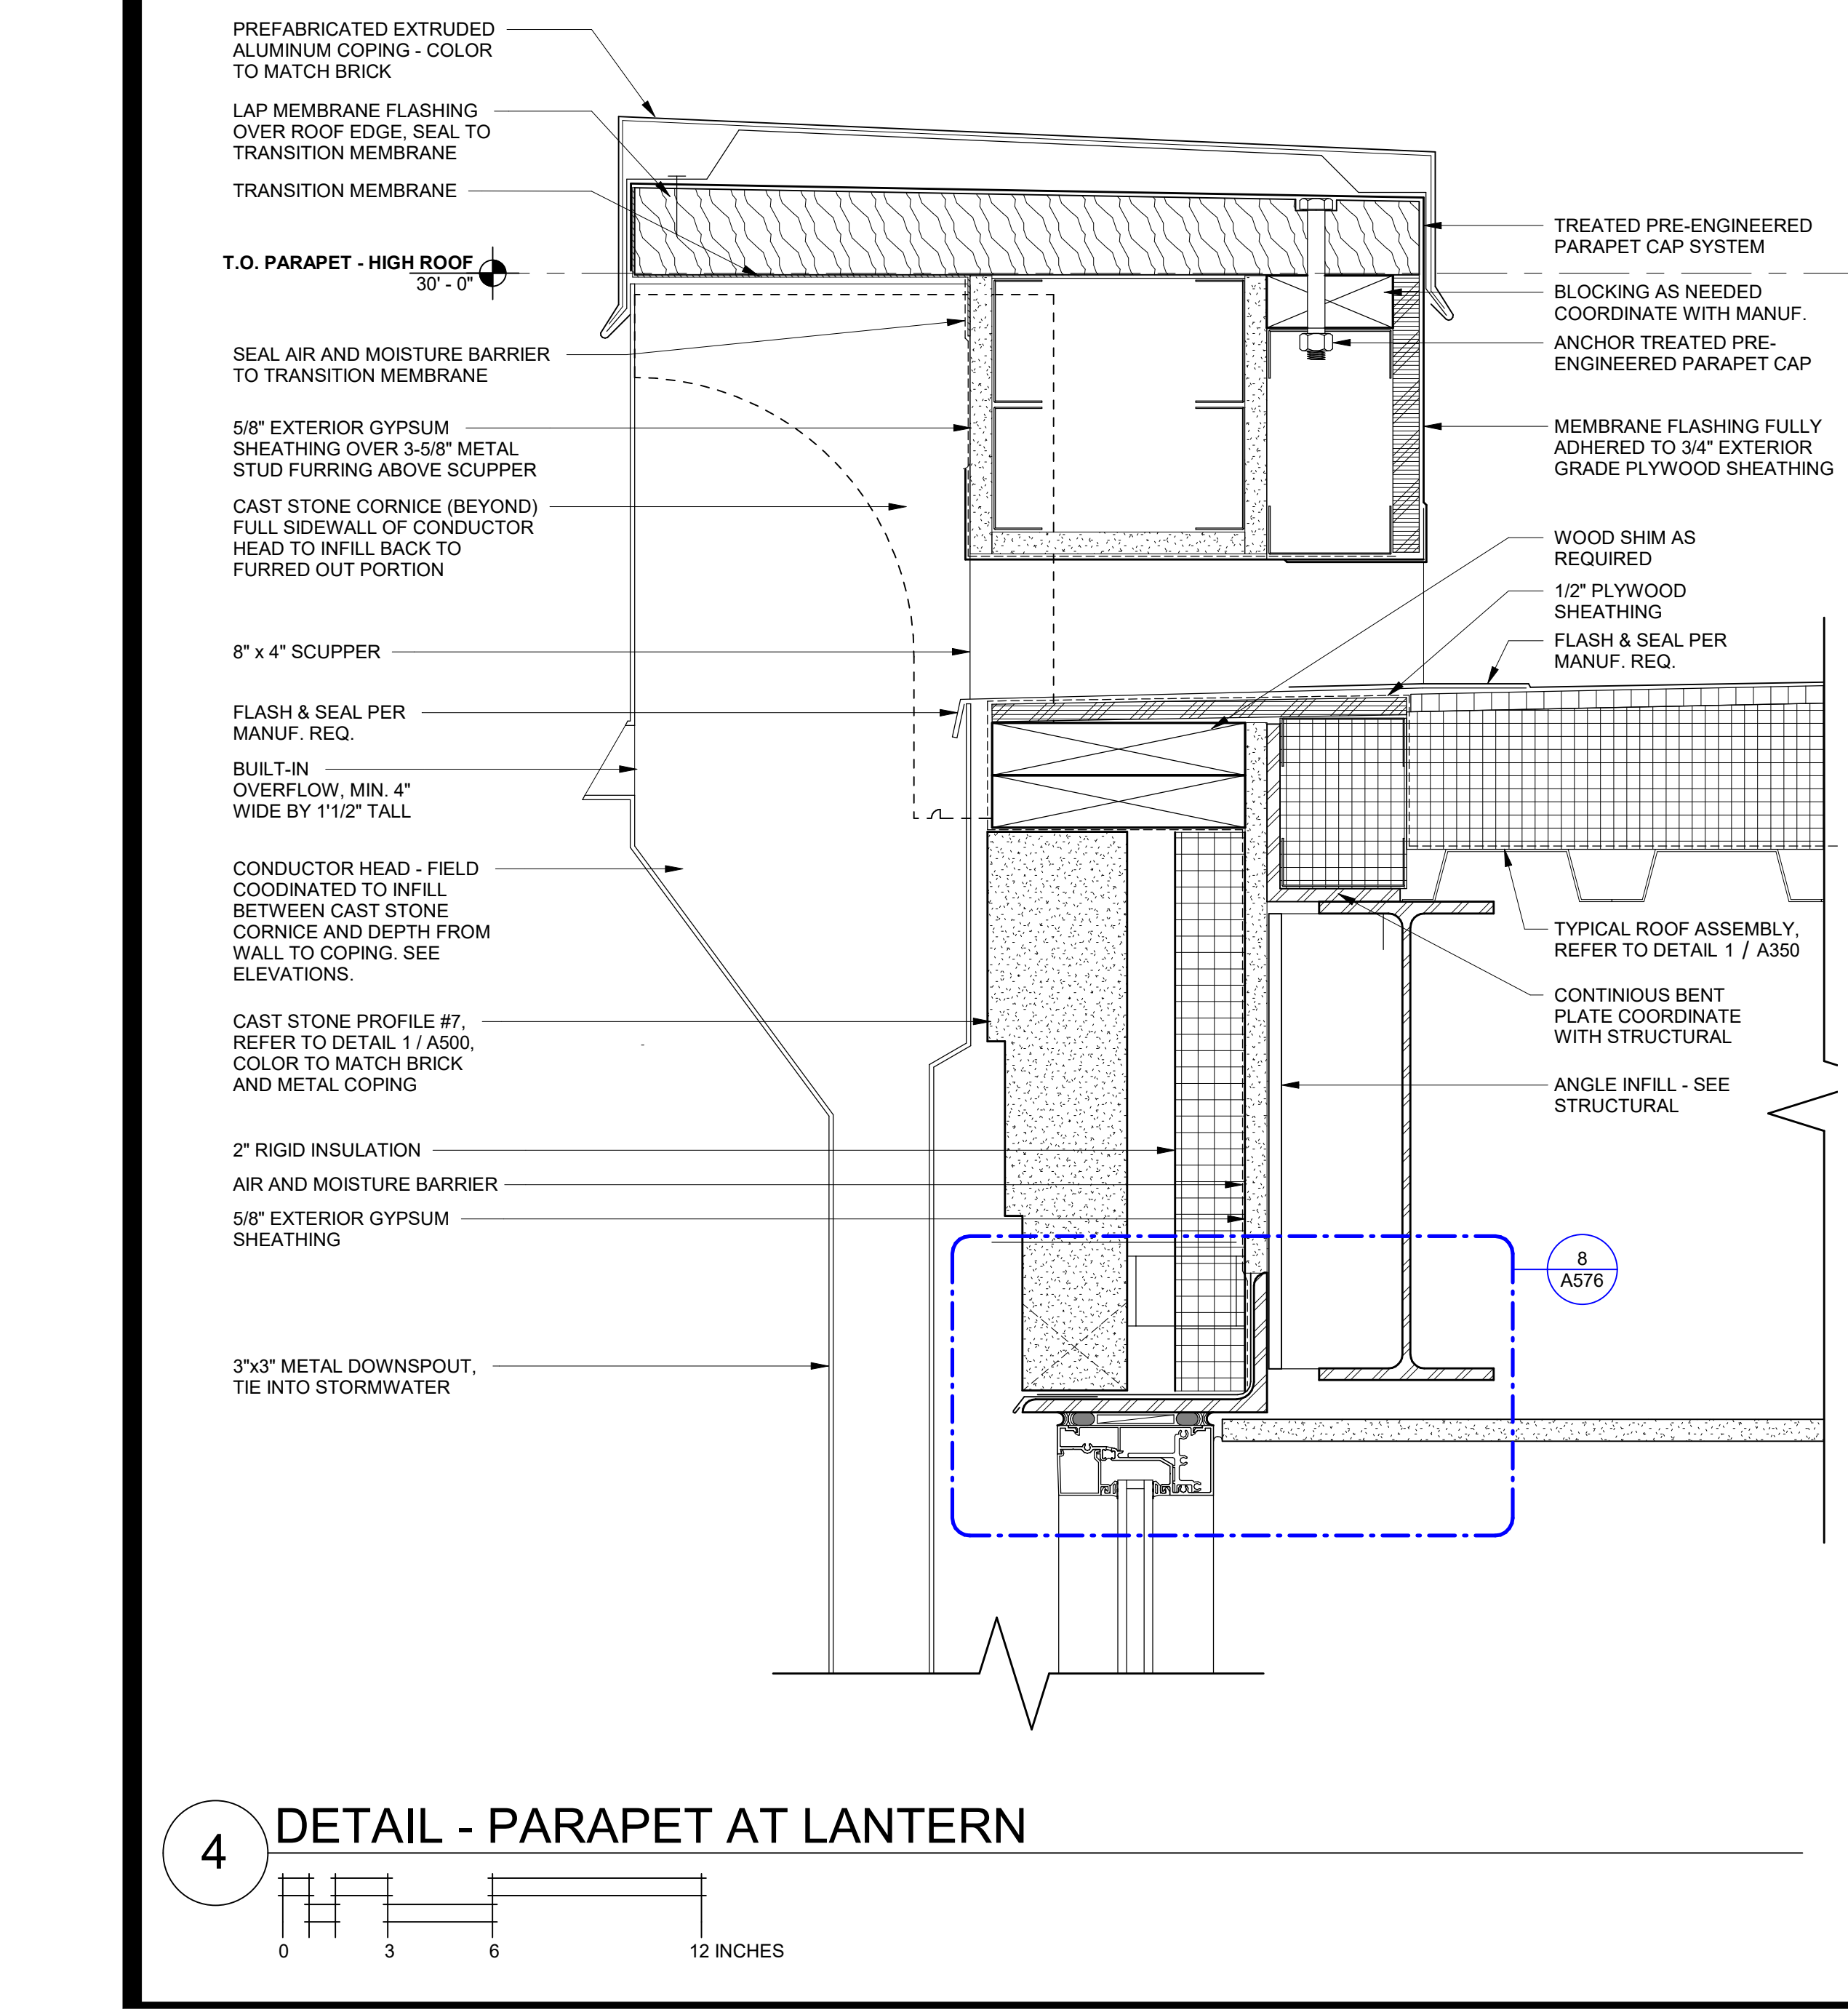 PREFABRICATED EXTRUDED
ALUMINUM COPING - COLOR
TO MATCH BRICK
LAP MEMBRANE FLASHING
OVER ROOF EDGE, SEAL TO
TRANSITION MEMBRANE
TRANSITION MEMBRANE
T.O. PARAPET - HIGH ROOF
30' - 0"
SEAL AIR AND MOISTURE BARRIER
TO TRANSITION MEMBRANE
5/8" EXTERIOR GYPSUM
SHEATHING OVER 3-5/8" METAL
STUD FURRING ABOVE SCUPPER
CAST STONE CORNICE (BEYOND)
FULL SIDEWALL OF CONDUCTOR
HEAD TO INFILL BACK TO
FURRED OUT PORTION
8" x 4" SCUPPER
FLASH & SEAL PER
MANUF. REQ.
BUILT-IN
OVERFLOW, MIN. 4"
WIDE BY 1'1/2" TALL
CONDUCTOR HEAD - FIELD
COODINATED TO INFILL
BETWEEN CAST STONE
CORNICE AND DEPTH FROM
WALL TO COPING. SEE
ELEVATIONS.
CAST STONE PROFILE #7,
REFER TO DETAIL 1 / A500,
COLOR TO MATCH BRICK
AND METAL COPING
2" RIGID INSULATION
AIR AND MOISTURE BARRIER
5/8" EXTERIOR GYPSUM
SHEATHING
3"x3" METAL DOWNSPOUT,
TIE INTO STORMWATER
TREATED PRE-ENGINEERED
PARAPET CAP SYSTEM
BLOCKING AS NEEDED
COORDINATE WITH MANUF.
ANCHOR TREATED PRE-
ENGINEERED PARAPET CAP
MEMBRANE FLASHING FULLY
ADHERED TO 3/4" EXTERIOR
GRADE PLYWOOD SHEATHING
WOOD SHIM AS
REQUIRED
1/2" PLYWOOD
SHEATHING
FLASH & SEAL PER
MANUF. REQ.
TYPICAL ROOF ASSEMBLY,
REFER TO DETAIL 1 / A350
CONTINIOUS BENT
PLATE COORDINATE
WITH STRUCTURAL
ANGLE INFILL - SEE
STRUCTURAL
8
A576
4
DETAIL - PARAPET AT LANTERN
0 3 6 12 INCHES